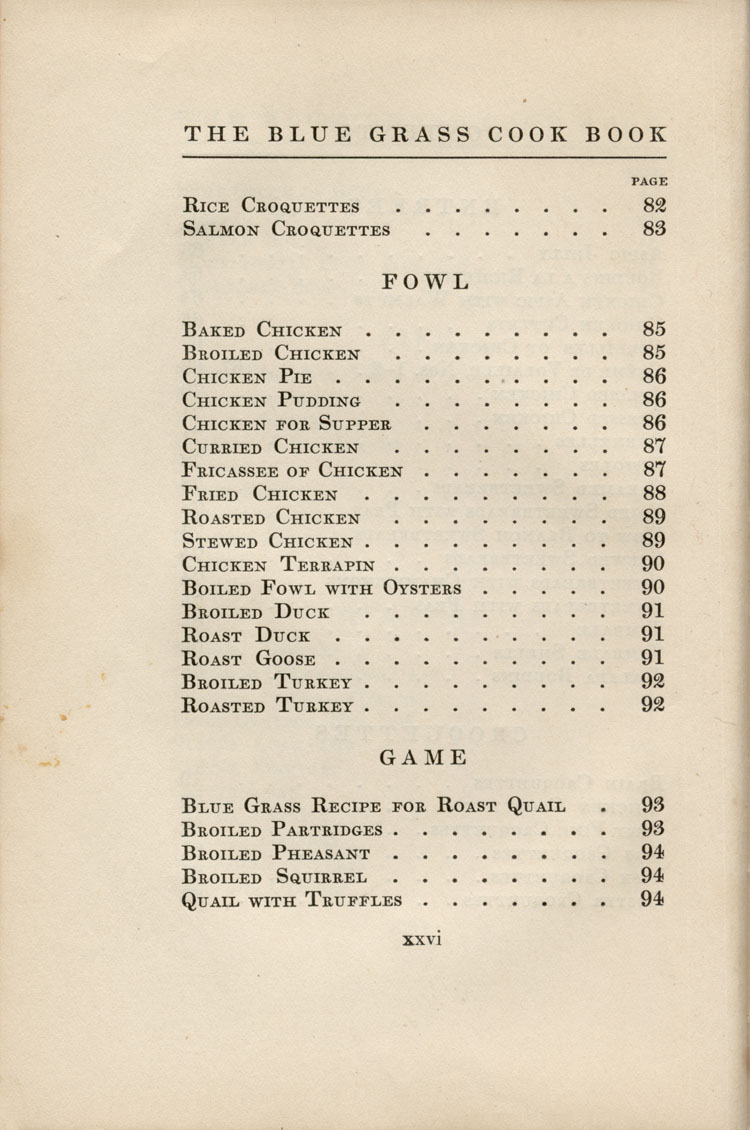 THE BLUE GRASS COOK BOOK
PAGE
RICE CROQUETTES . . . . . . . . 82
SALMON CROQUETTES . . . . . . . 83
FOWL
BAKED CHICKEN . . . . . . . . . 85
BROILED CHICKEN . . . . . . . . 85
CHICKEN PIE . . . . . . . . . . 86
CHICKEN PUDDING . . . . . . . . 86
CHICKEN FOR SUPPER . . . . . . . 86
CURRIED CHICKEN . . . . . . . . 87
FRICASSEE OF CHICKEN . . . . . . . 87
FRIED CHICKEN . . . . . . . . . 88
ROASTED CHICKEN . . . . . . . . 89
STEWED CHICKEN . . . . . . . . . 89
CHICKEN TERRAPIN . . . . . . . . 90
BOILED FOWL WITH OYSTERS . . . . . 90
BROILED DUCK . . . . . . . . . 91
ROAST DUCK . . . . . . . . . . 91
ROAST GOOSE . . . . . . . . . . 91
BROILED TURKEY . . . . . . . . . 92
ROASTED TURKEY . . . . . . . . . 92
GAME
BLUE GRASS RECIPE FOR ROAST QUAIL . 93
BROILED PARTRIDGES . . . . . . . . 93
BROILED PHEASANT . . . . . . . . 94
BROILED SQUIRREL . . . . . . . . 94
QUAIL WITH TRUFFLES . . . . . . . 94
xxvi